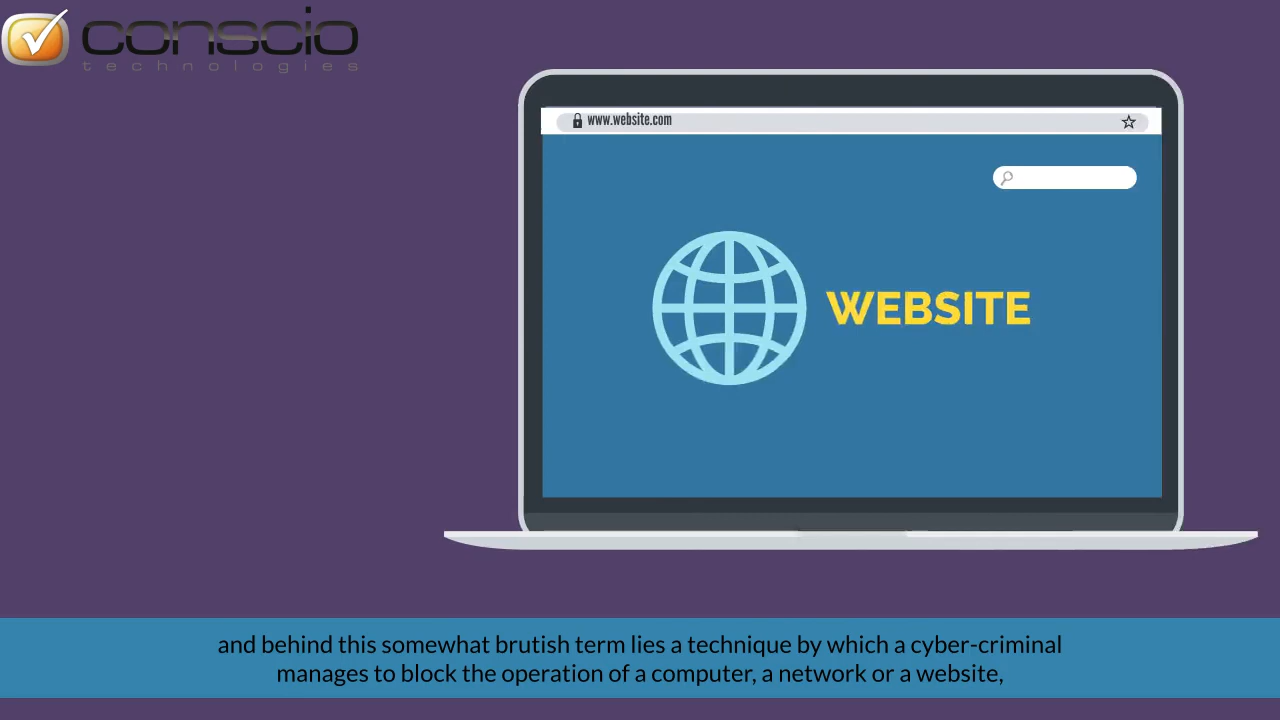 conscio
technologies
www.website.com
WEBSITE
and behind this somewhat brutish term lies a technique by which a cyber-criminal
manages to block the operation of a computer, a network or a website,